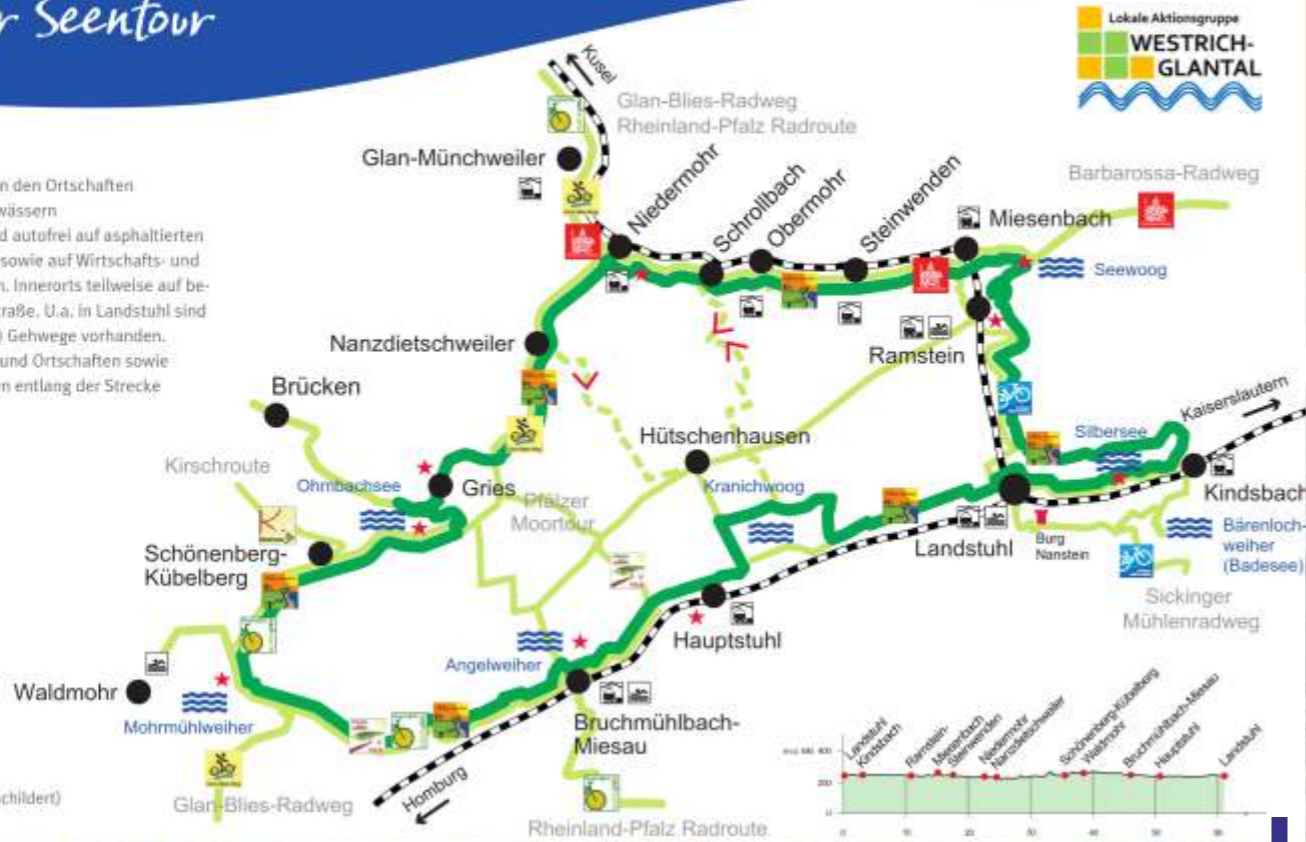 r Seentour
Lokale Aktionsgruppe
WESTRICH-
GLANTAL
n den Ortschaften
wässern
d autofrei auf asphaltierten
sowie auf Wirtschafts- und
n. Innerorts teilweise auf be-
traße. U.a. in Landstuhl sind
) Gehwege vorhanden.
und Ortschaften sowie
en entlang der Strecke
Kusel
Glan-Blies-Radweg
Rheinland-Pfalz Radroute
Glan-Münchweiler
Niedermohr
Schrollbach
Obermohr
Steinwenden
Miesenbach
Barbarossa-Radweg
Seewoog
Nanzdietschweiler
Ramstein
Brücken
Hütschenhausen
Silbersee
Kaiserslautern
Kirschroute
Ohmbachsee
Gries
Pfälzer
Moortour
Kranichwoog
Kindsbach
Schönenberg-
Kübelberg
Landstuhl
Burg
Nanstein
Bärenloch-
weiher
(Badesee)
Sickinger
Mühlenradweg
Hauptstuhl
Angelweiher
Waldmohr
Mohrmühlweiher
Bruchmühlbach-
Miesau
Homburg
Glan-Blies-Radweg
Rheinland-Pfalz Radroute
childert)
Landstuhl
Kindsbach
Ramstein-
Miesenbach
Steinwenden
Niedermohr
Nanzdietschweiler
Schönenberg-Kübelberg
Waldmohr
Bruchmühlbach-Miesau
Hauptstuhl
Landstuhl
400
200
0
0
10
20
30
40
50
60